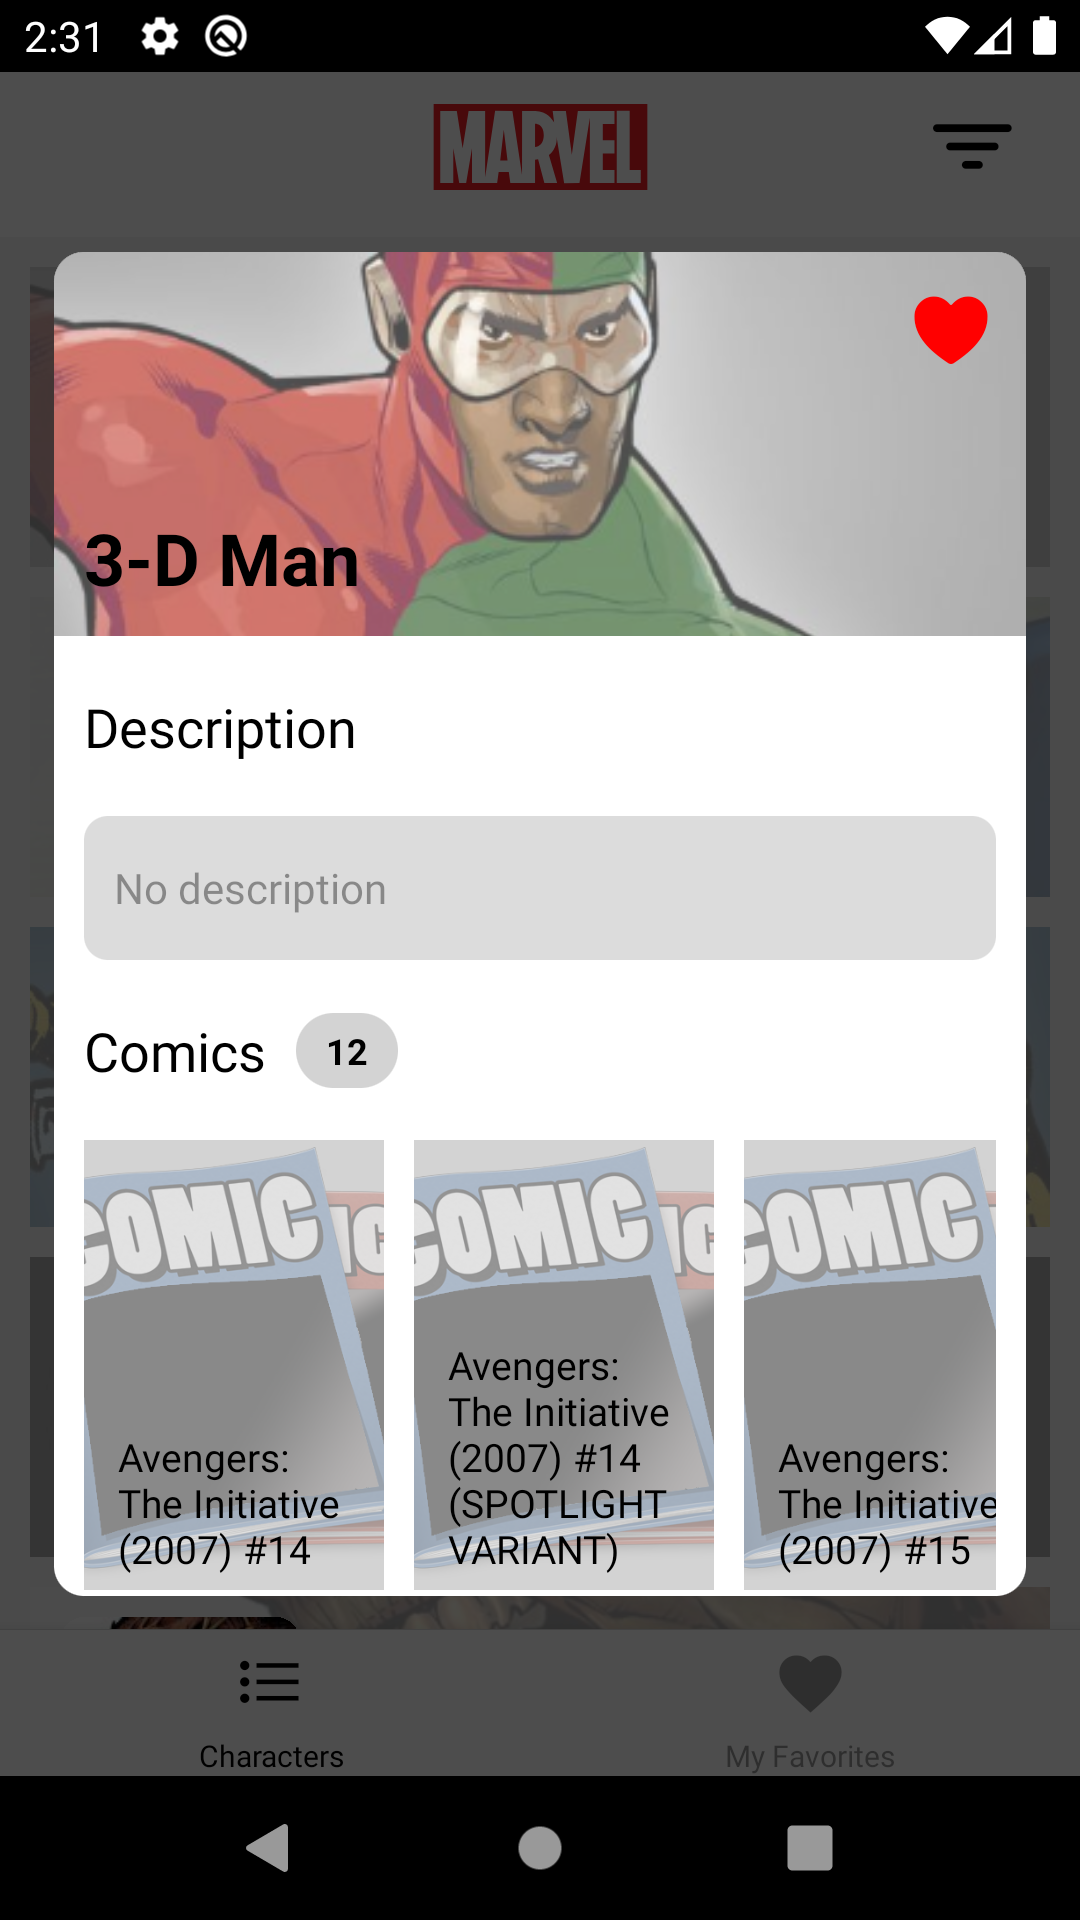 2:31
MARVEL
3-D Man
Description
No description
Comics 12
COMIC
COMIC
COMIC
Avengers:
The Initiative
(2007) #14
Avengers:
The Initiative
(2007) #14
(SPOTLIGHT
VARIANT)
Avengers:
The Initiative
(2007) #15
Characters
My Favorites